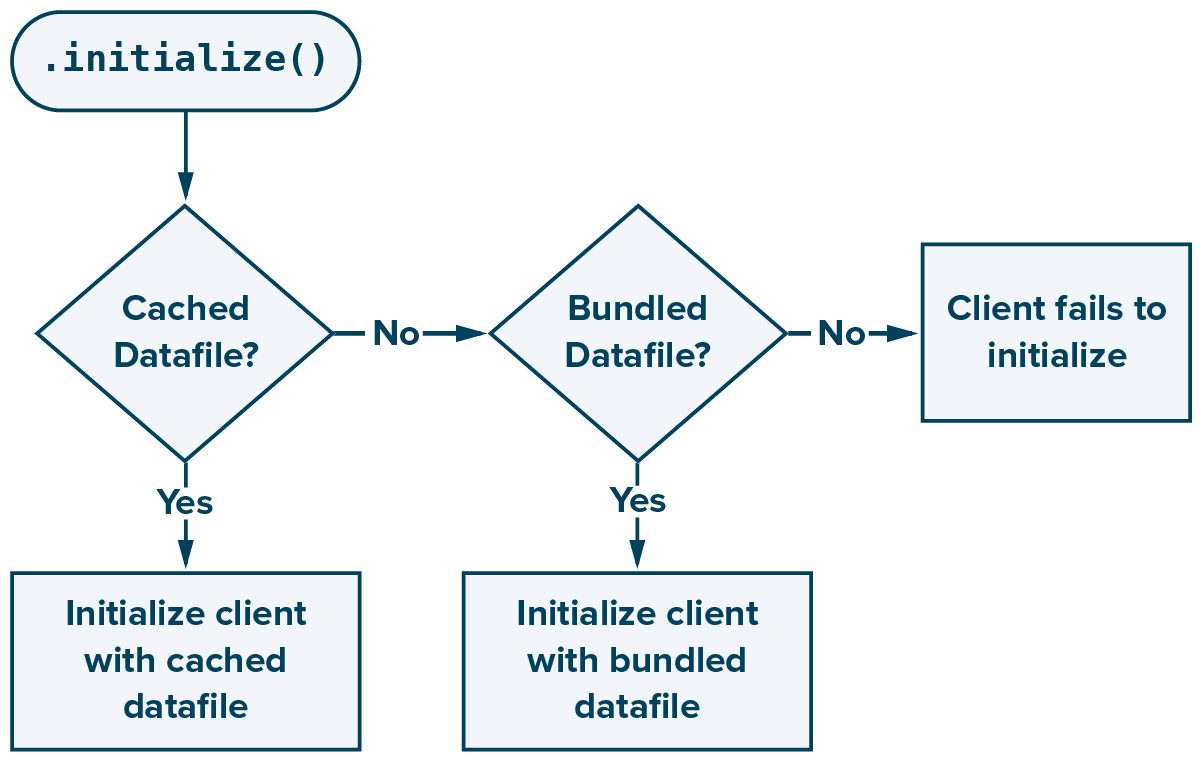 .initialize()
Cached
Datafile?
No
Bundled
Datafile?
No
Client fails to
initialize
Yes
Yes
Initialize client
with cached
datafile
Initialize client
with bundled
datafile